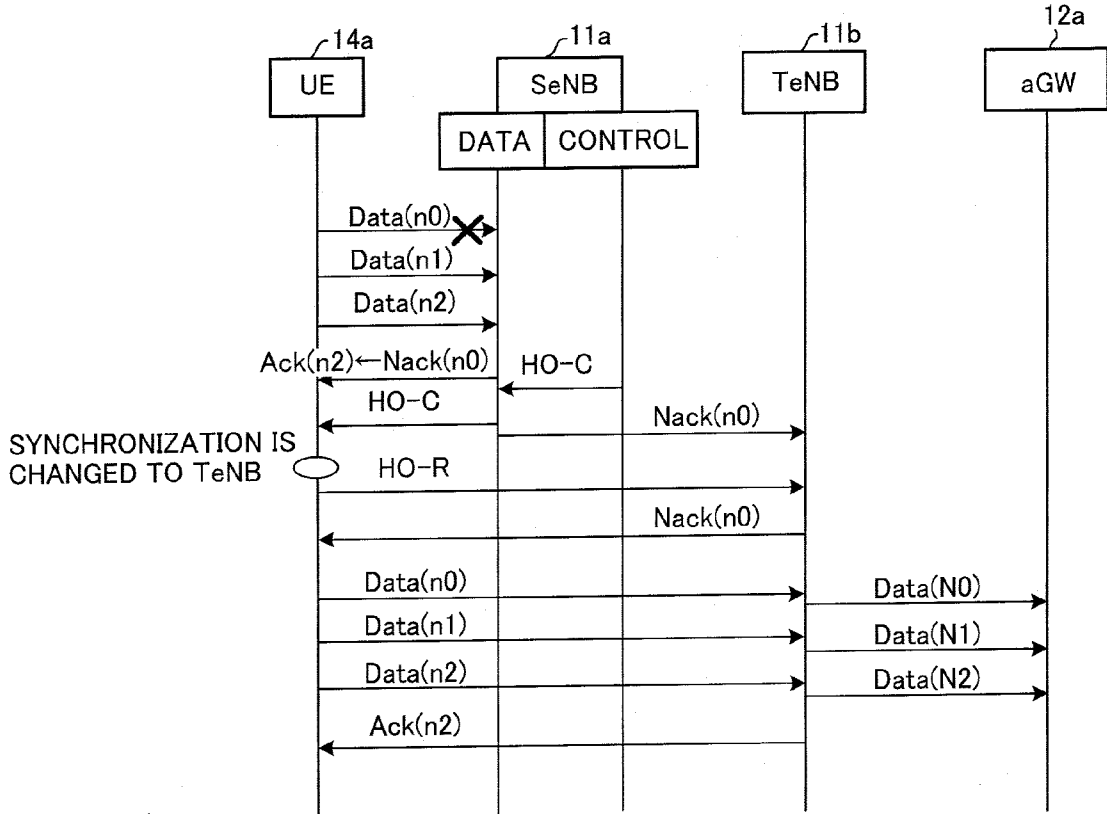 14a 11a 11b 12a
UE SeNB TeNB aGW
DATA CONTROL
Data(n0)
Data(n1)
Data(n2)
Ack(n2)←Nack(n0) HO-C
HO-C Nack(n0)
SYNCHRONIZATION IS
CHANGED TO TeNB
HO-R
Nack(n0)
Data(n0) Data(N0)
Data(n1) Data(N1)
Data(n2) Data(N2)
Ack(n2)